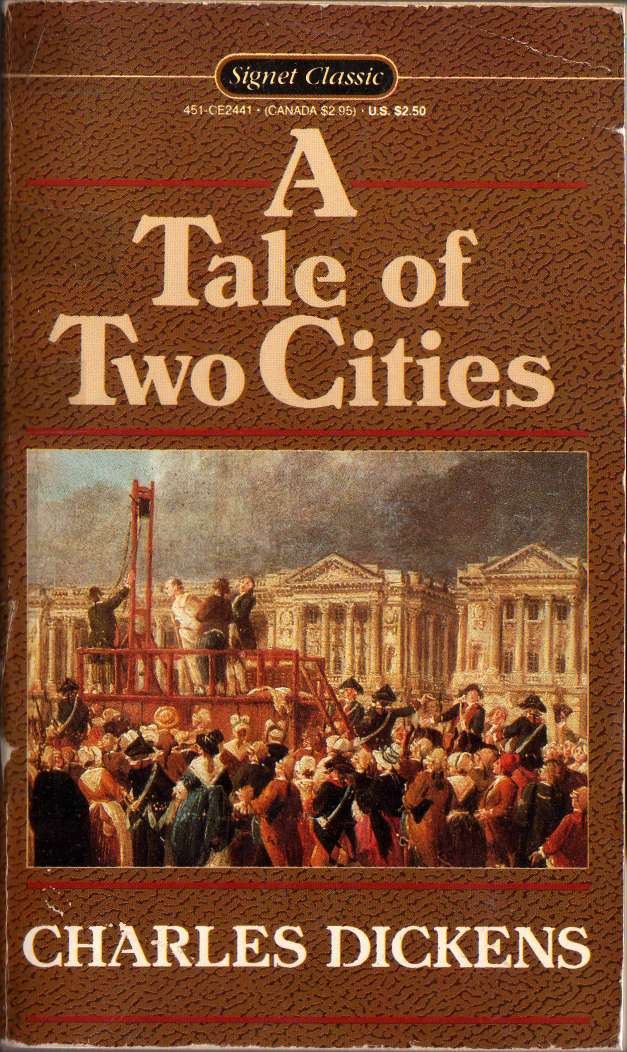 Signet Classic
451-CE2441 • (CANADA $2.95) • U.S. $2.50
A
Tale of
Two Cities
CHARLES DICKENS